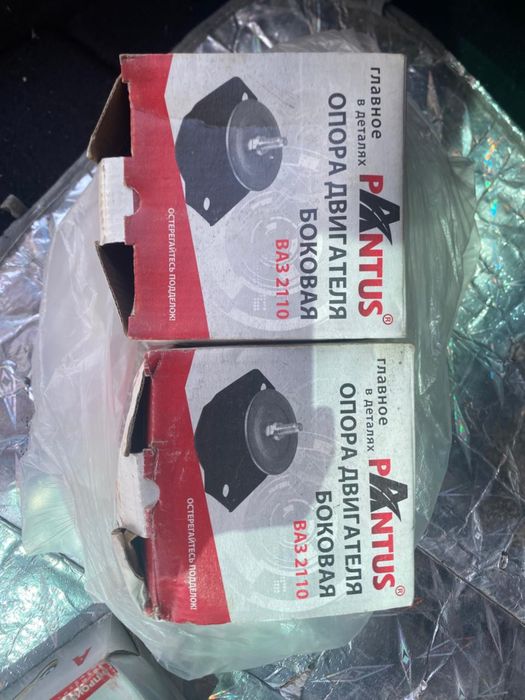 главное
в деталях
PANTUS®
ОПОРА ДВИГАТЕЛЯ
БОКОВАЯ
ВАЗ 2110
ОСТЕРЕГАЙТЕСЬ ПОДДЕЛОК!
главное
в деталях
PANTUS®
ОПОРА ДВИГАТЕЛЯ
БОКОВАЯ
ВАЗ 2110
ОСТЕРЕГАЙТЕСЬ ПОДДЕЛОК!